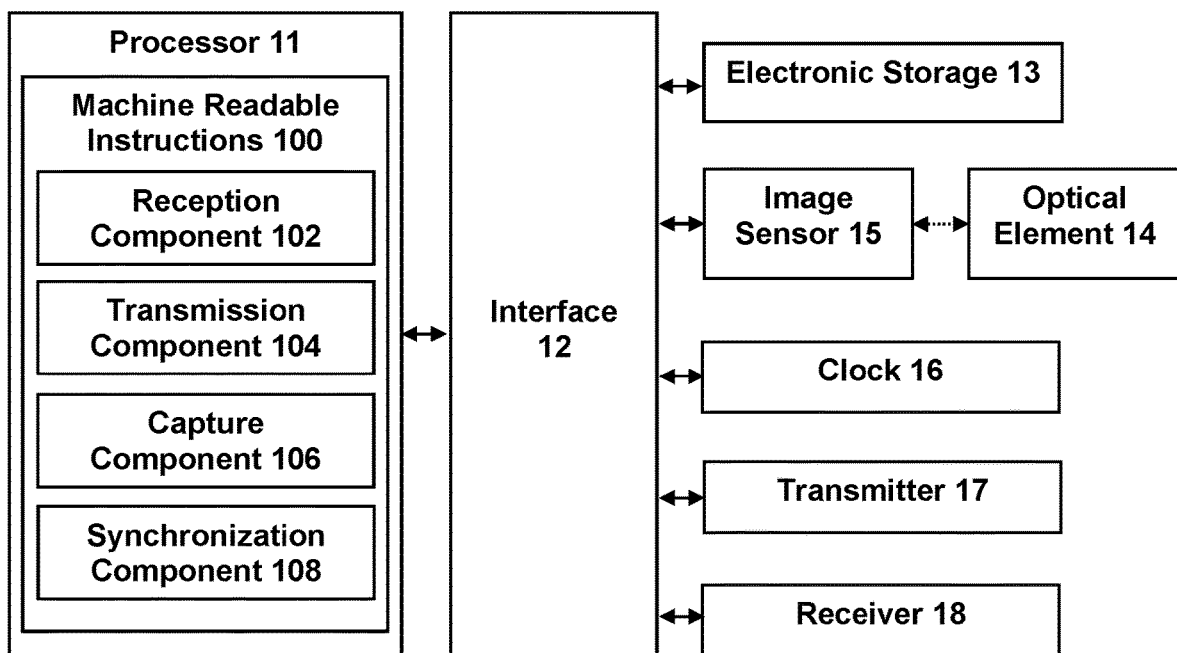 Processor 11
Machine Readable
Instructions 100
Reception
Component 102
Transmission
Component 104
Capture
Component 106
Synchronization
Component 108
Interface
12
Electronic Storage 13
Image
Sensor 15
Optical
Element 14
Clock 16
Transmitter 17
Receiver 18